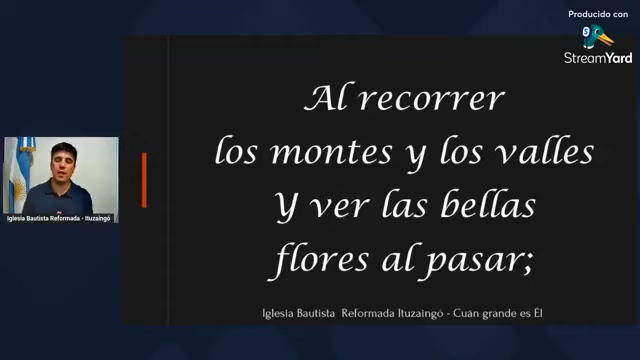 Producido con
StreamYard
Al recorrer
los montes y los valles
Y ver las bellas
flores al pasar;
Iglesia Bautista Reformada - Ituzaingó
Iglesia Bautista Reformada Ituzaingó - Cuán grande es Él